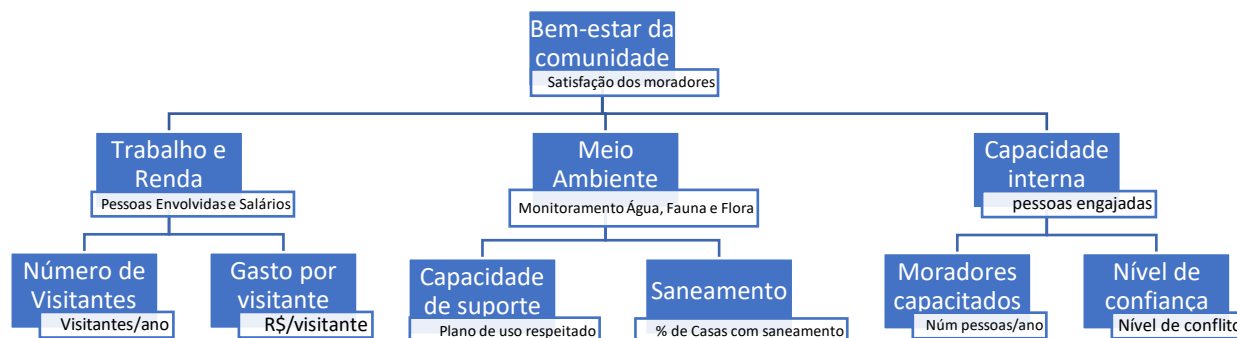 Bem-estar da
comunidade
Satisfação dos moradores
Trabalho e
Renda
Pessoas Envolvidas e Salários
Meio
Ambiente
Monitoramento Água, Fauna e Flora
Capacidade
interna
pessoas engajadas
Número de
Visitantes
Visitantes/ano
Gasto por
visitante
R$/visitante
Capacidade
de suporte
Plano de uso respeitado
Saneamento
% de Casas com saneamento
Moradores
capacitados
Núm pessoas/ano
Nível de
confiança
Nível de conflito